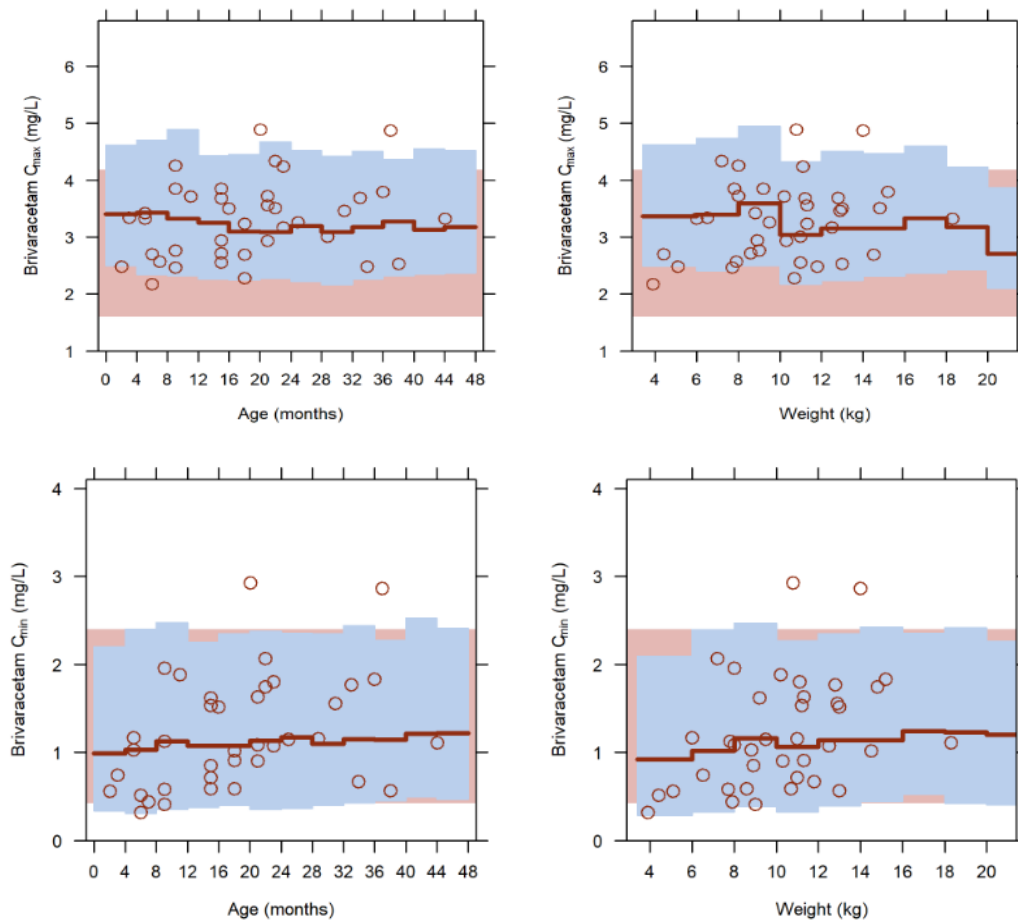 6
5
4
3
2
1
Brivaracetam Cmax (mg/L)
0 4 8 12 16 20 24 28 32 36 40 44 48
Age (months)
6
5
4
3
2
1
Brivaracetam Cmax (mg/L)
4 6 8 10 12 14 16 18 20
Weight (kg)
4
3
2
1
0
Brivaracetam Cmin (mg/L)
0 4 8 12 16 20 24 28 32 36 40 44 48
Age (months)
4
3
2
1
0
Brivaracetam Cmin (mg/L)
4 6 8 10 12 14 16 18 20
Weight (kg)